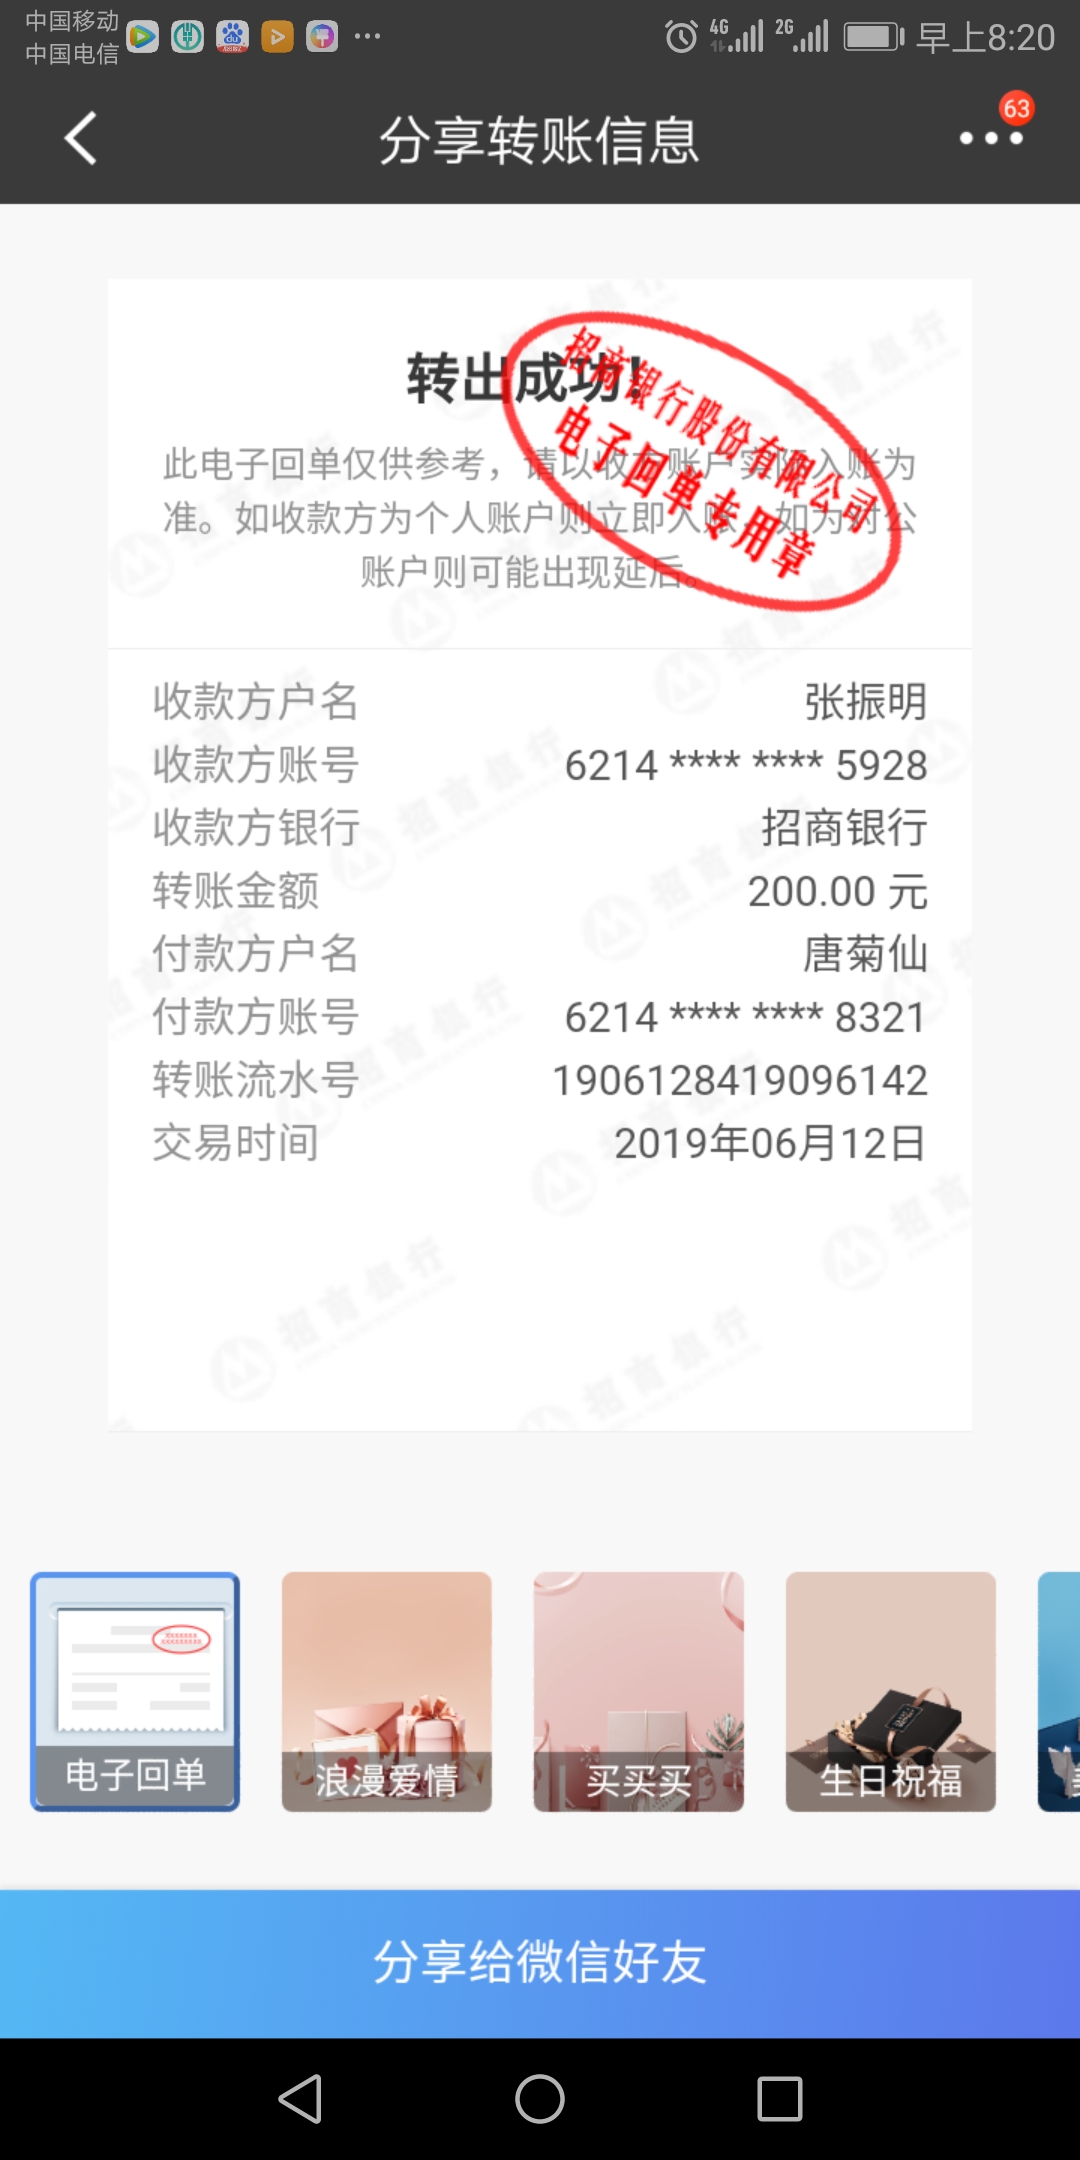 中国移动
中国电信
4G
2G
早上8:20
分享转账信息
63
转出成功!
招商银行股份有限公司
电子回单专用章
此电子回单仅供参考，请以收方账户实际入账为
准。如收款方为个人账户则立即入账，如为对公
账户则可能出现延后。
收款方户名 张振明
收款方账号 6214 **** **** 5928
收款方银行 招商银行
转账金额 200.00 元
付款方户名 唐菊仙
付款方账号 6214 **** **** 8321
转账流水号 1906128419096142
交易时间 2019年06月12日
招商银行
电子回单
浪漫爱情
买买买
生日祝福
分享给微信好友